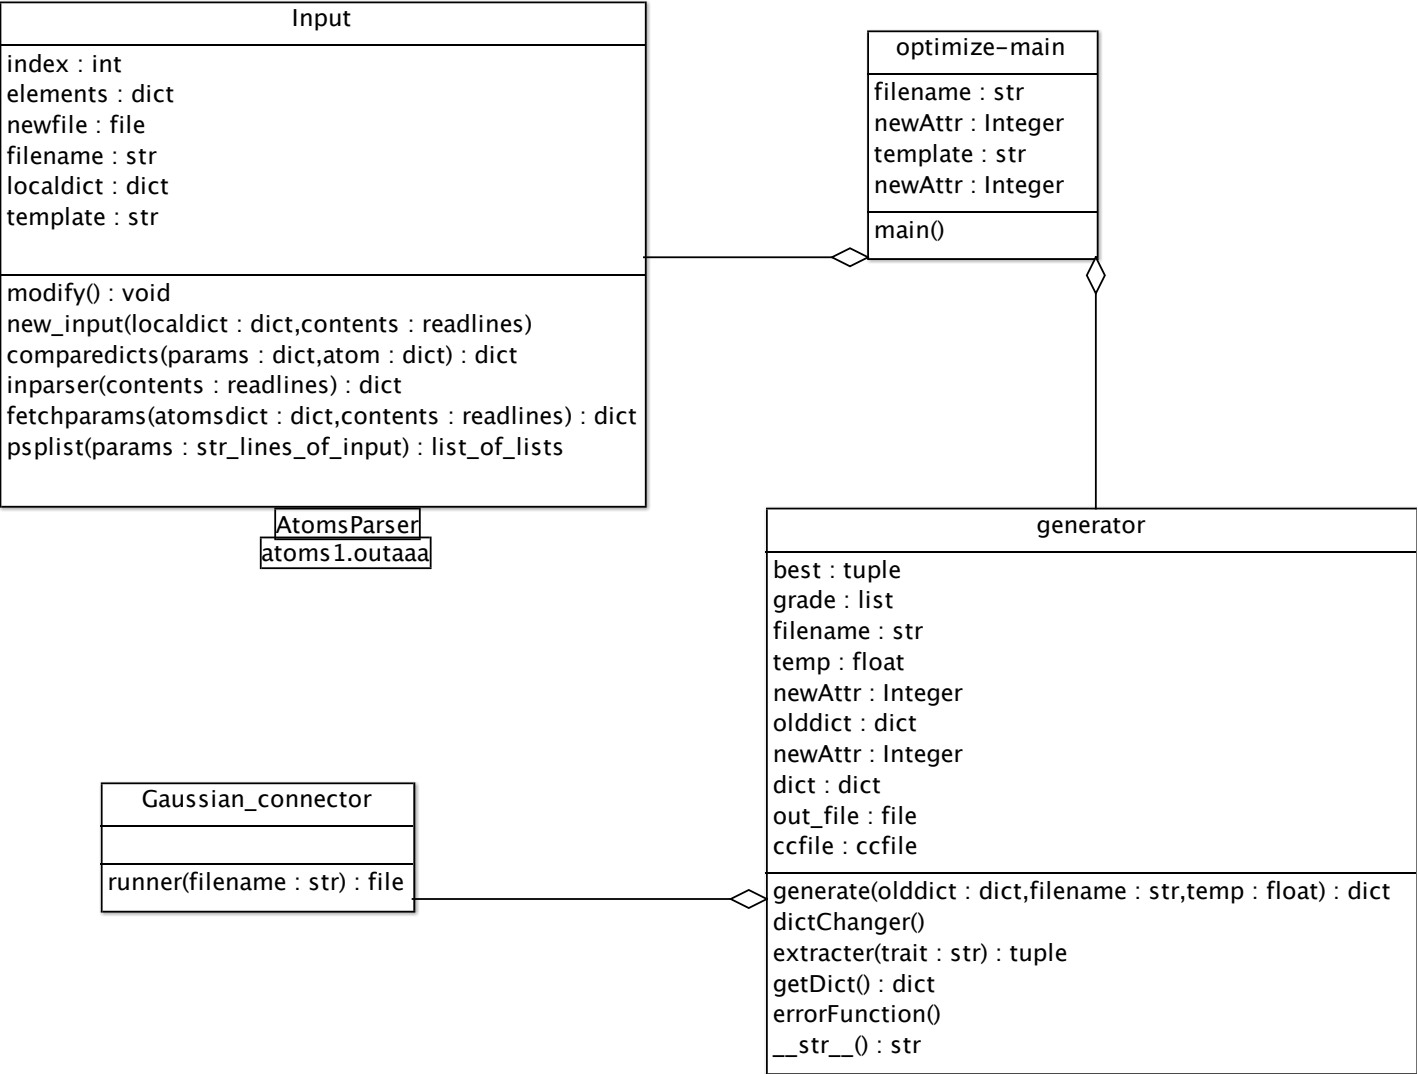 Input
index : int
elements : dict
newfile : file
filename : str
localdict : dict
template : str
modify() : void
new_input(localdict : dict,contents : readlines)
comparedicts(params : dict,atom : dict) : dict
inparser(contents : readlines) : dict
fetchparams(atomsdict : dict,contents : readlines) : dict
psplist(params : str_lines_of_input) : list_of_lists
AtomsParser
atoms1.outaaa
optimize-main
filename : str
newAttr : Integer
template : str
newAttr : Integer
main()
generator
best : tuple
grade : list
filename : str
temp : float
newAttr : Integer
olddict : dict
newAttr : Integer
dict : dict
out_file : file
ccfile : ccfile
generate(olddict : dict,filename : str,temp : float) : dict
dictChanger()
extracter(trait : str) : tuple
getDict() : dict
errorFunction()
__str__() : str
Gaussian_connector
runner(filename : str) : file